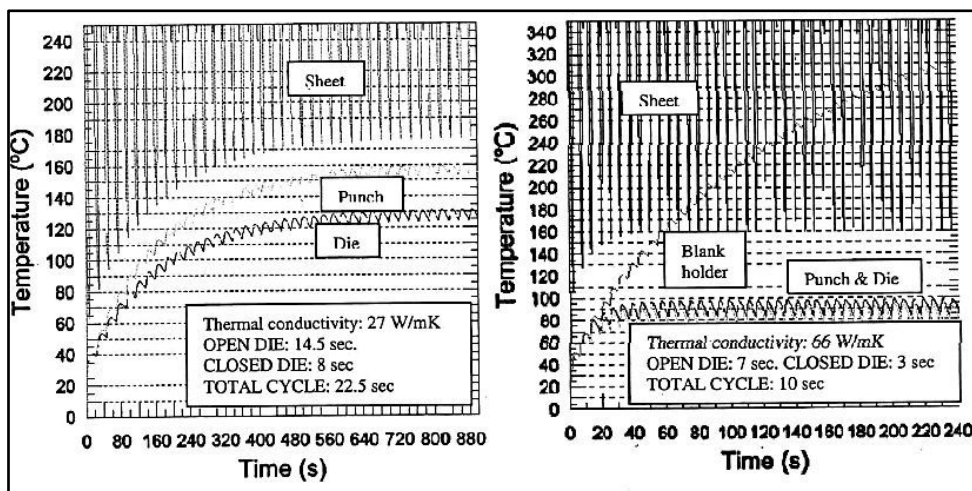 240
220
200
180
160
140
120
100
80
60
40
20
0
Temperature (ºC)
Sheet
Punch
Die
Thermal conductivity: 27 W/mK
OPEN DIE: 14.5 sec.
CLOSED DIE: 8 sec
TOTAL CYCLE: 22.5 sec
0 80 160 240 320 400 480 560 640 720 800 880
Time (s)
340
320
300
280
260
240
220
200
180
160
140
120
100
80
60
40
20
0
Temperature (ºC)
Sheet
Blank
holder
Punch & Die
Thermal conductivity: 66 W/mK
OPEN DIE: 7 sec. CLOSED DIE: 3 sec
TOTAL CYCLE: 10 sec
0 20 40 60 80 100 120 140 160 180 200 220 240
Time (s)